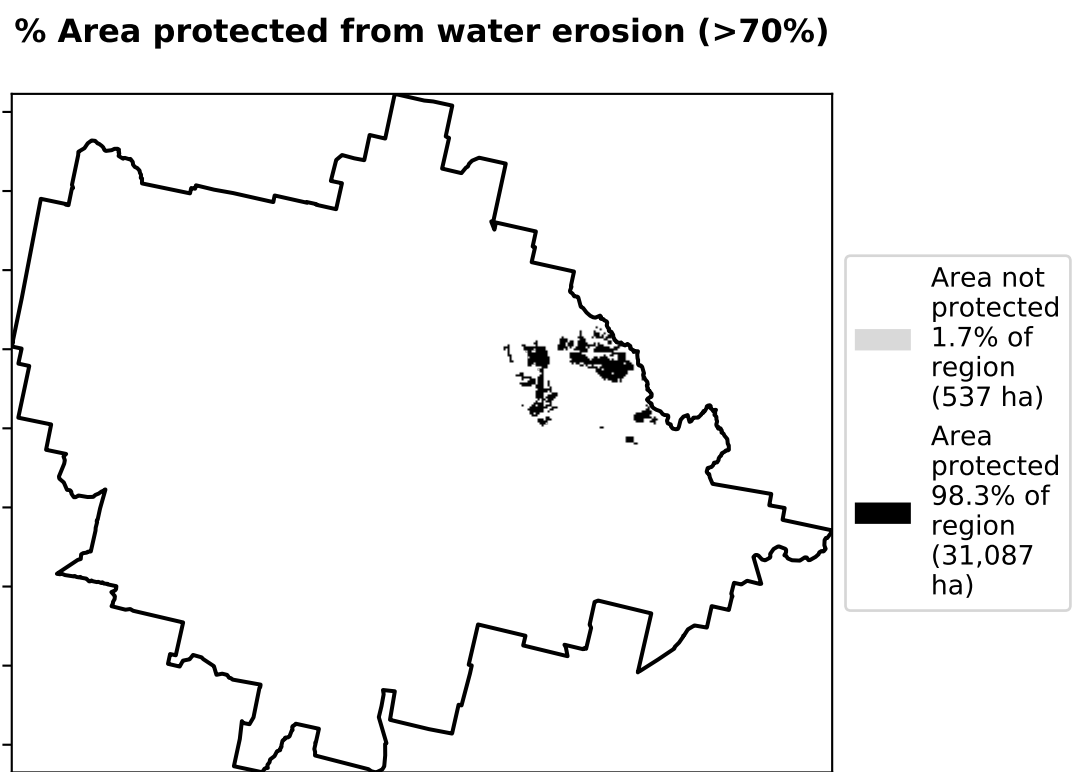 % Area protected from water erosion (>70%)
Area not
protected
1.7% of
region
(537 ha)
Area
protected
98.3% of
region
(31,087
ha)